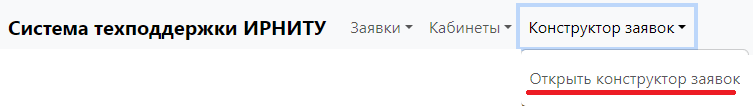 Система техподдержки ИРНИТУ Заявки Кабинеты Конструктор заявок
Открыть конструктор заявок